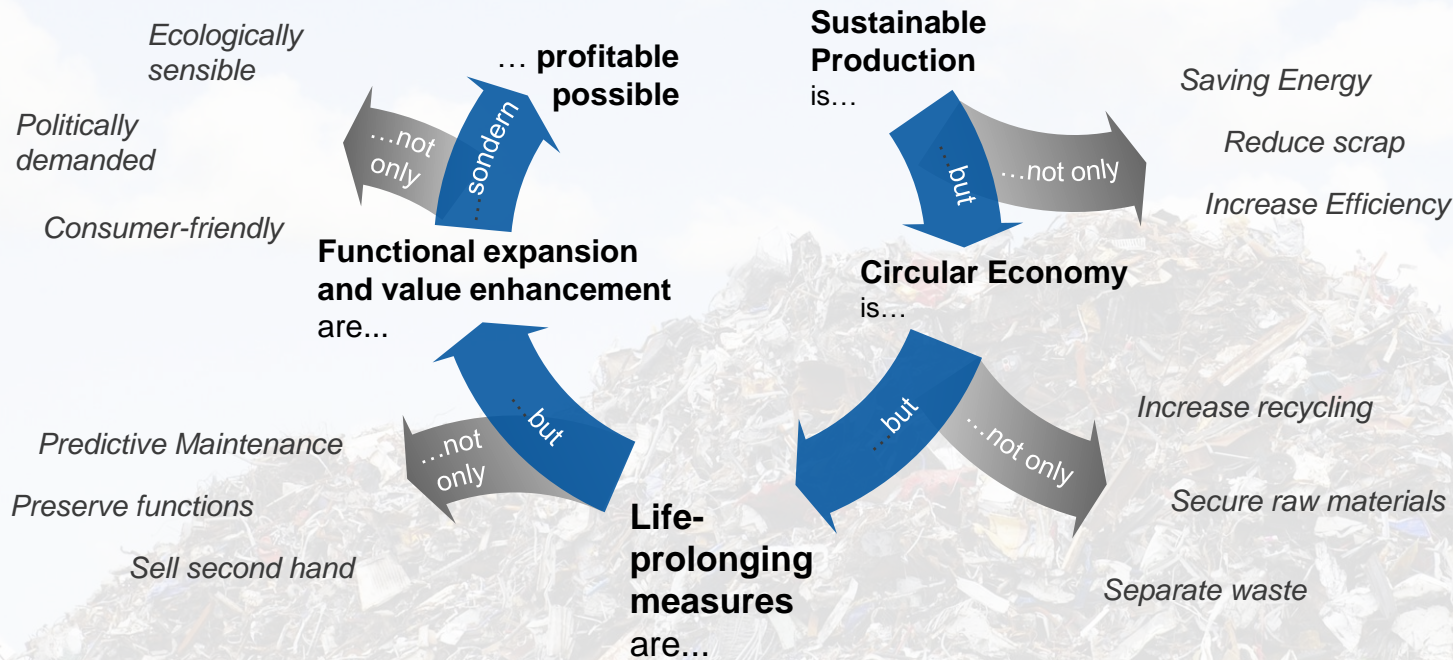 Sustainable
Production
is…
…not only
Saving Energy
Reduce scrap
Increase Efficiency
…but
Circular Economy
is…
…not only
Increase recycling
Secure raw materials
Separate waste
…but
Life-
prolonging
measures
are...
…not
only
Predictive Maintenance
Preserve functions
Sell second hand
…but
Functional expansion
and value enhancement
are...
…not
only
Ecologically
sensible
Politically
demanded
Consumer-friendly
…sondern
… profitable
possible